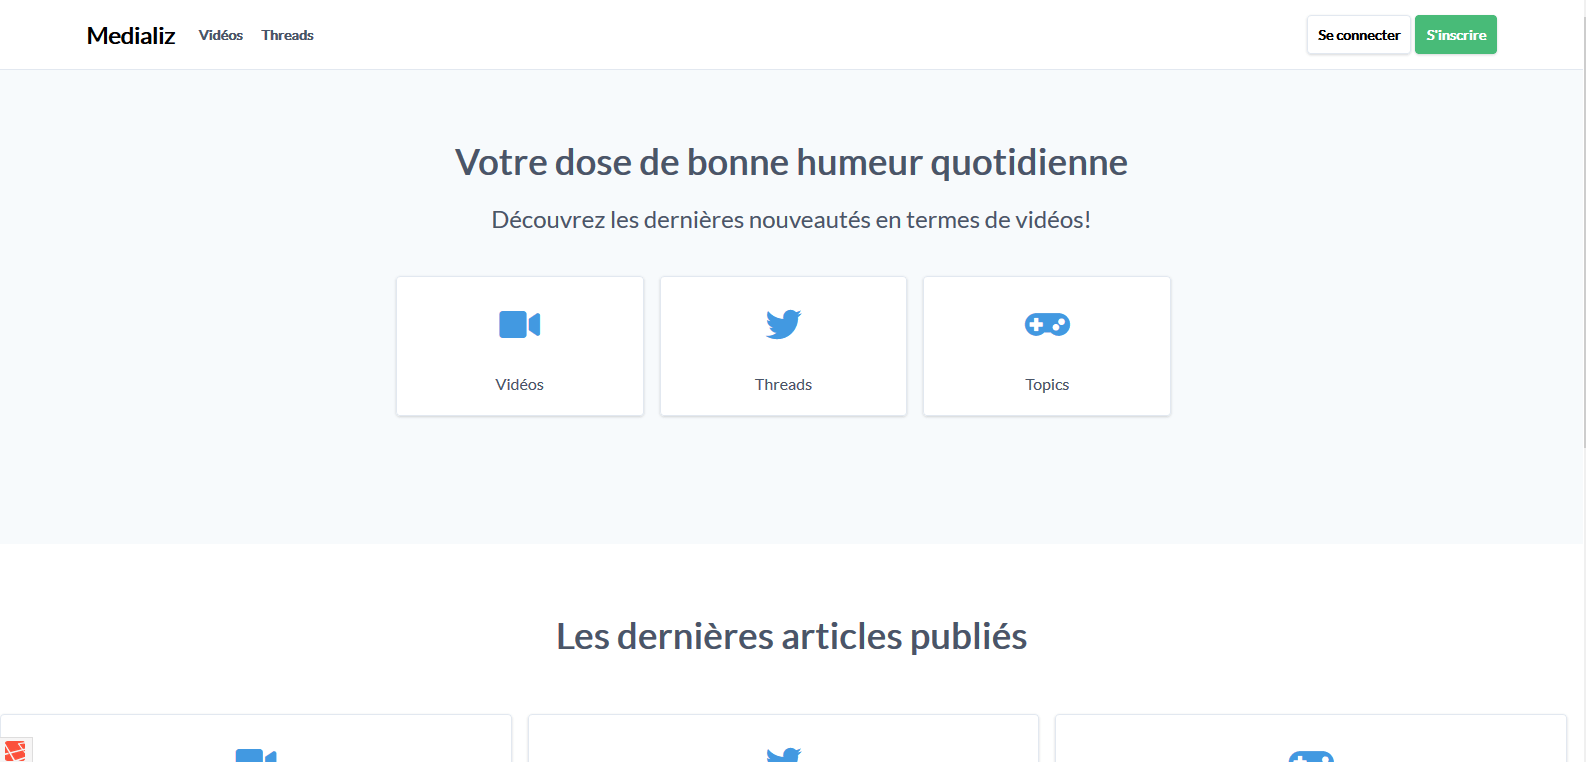 Medializ Vidéos Threads Se connecter S'inscrire
Votre dose de bonne humeur quotidienne
Découvrez les dernières nouveautés en termes de vidéos!
Vidéos Threads Topics
Les dernières articles publiés